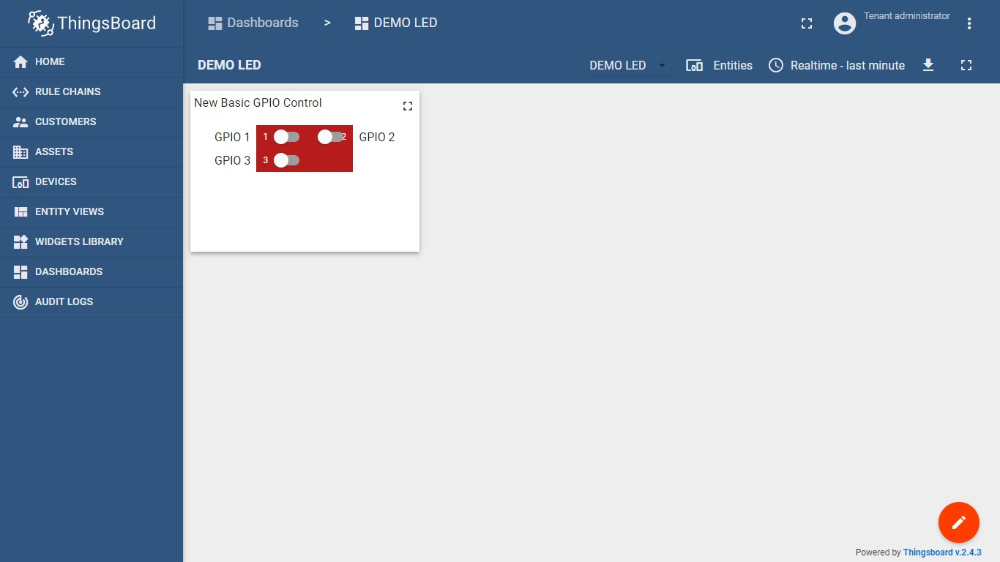 ThingsBoard
Dashboards > DEMO LED
Tenant administrator
HOME
RULE CHAINS
CUSTOMERS
ASSETS
DEVICES
ENTITY VIEWS
WIDGETS LIBRARY
DASHBOARDS
AUDIT LOGS
DEMO LED
DEMO LED
Entities
Realtime - last minute
New Basic GPIO Control
GPIO 1 1 2 GPIO 2
GPIO 3 3
Powered by Thingsboard v.2.4.3